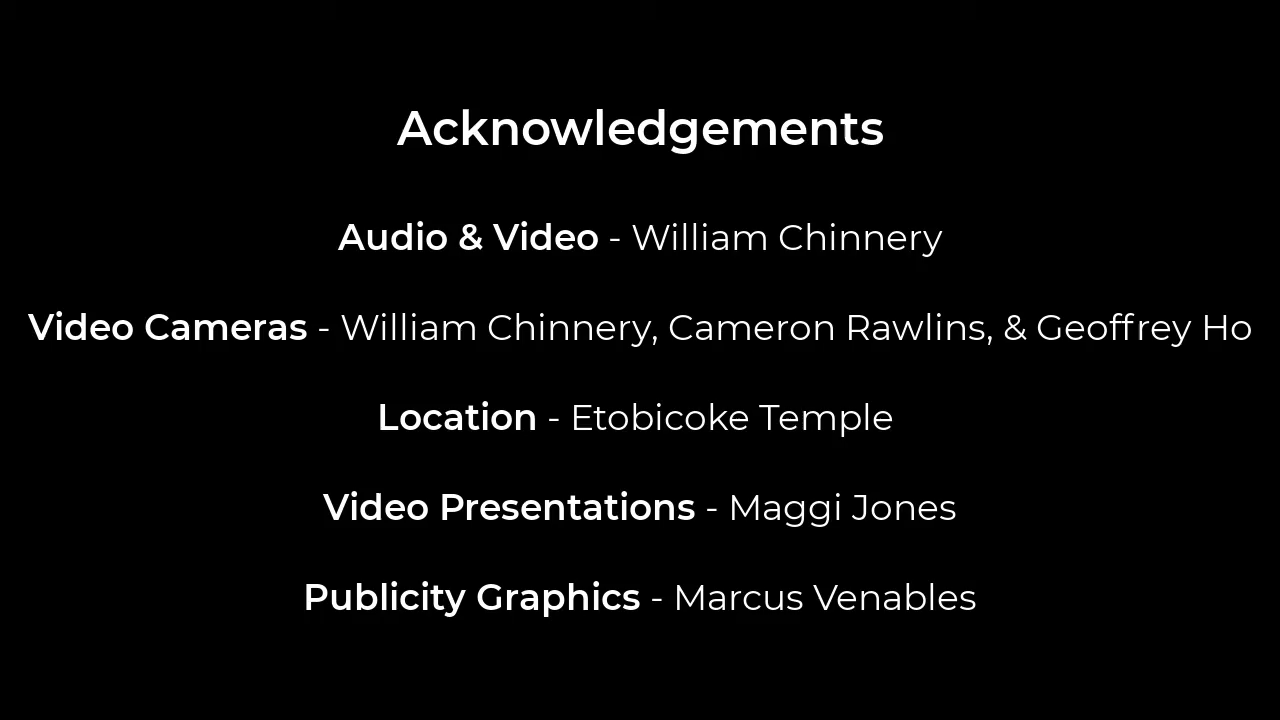 Acknowledgements
Audio & Video - William Chinnery
Video Cameras - William Chinnery, Cameron Rawlins, & Geoffrey Ho
Location - Etobicoke Temple
Video Presentations - Maggi Jones
Publicity Graphics - Marcus Venables